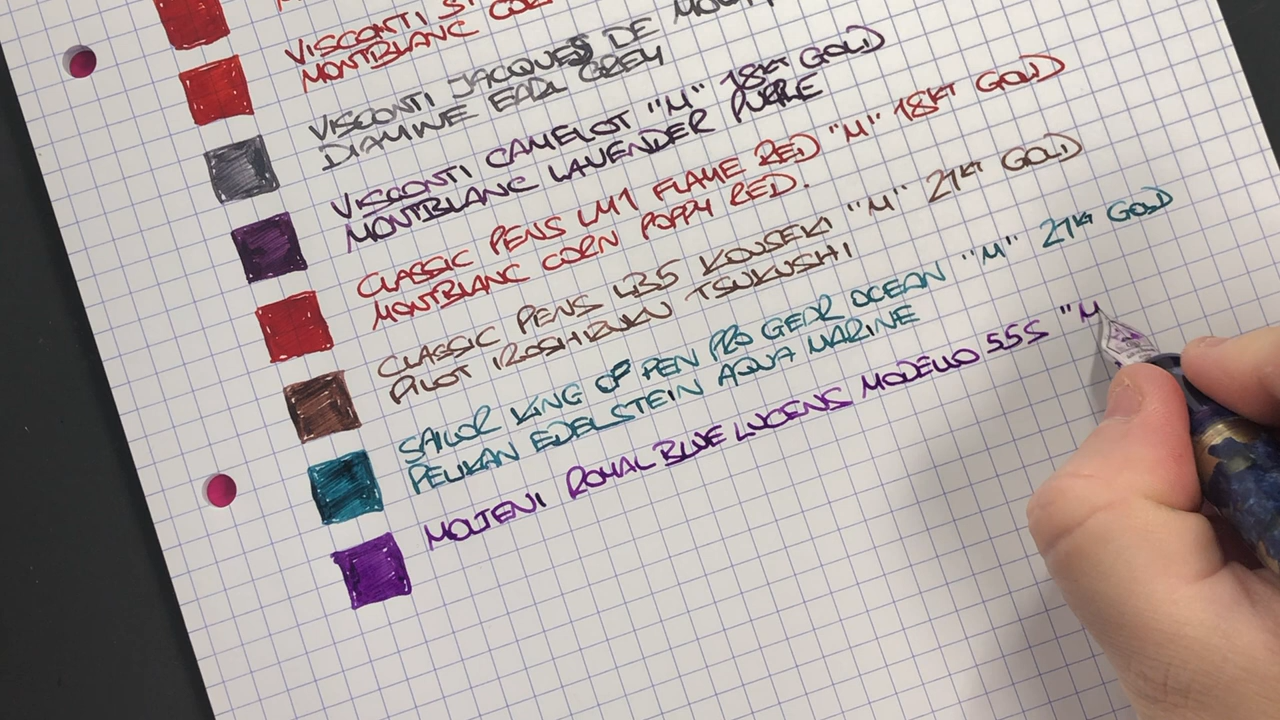 VISCONTI
MONTBLANC CORN
VISCONTI JACQUES DE
DIAMINE EARL GREY
VISCONTI CAMELOT "M" 18KT GOLD
MONTBLANC LAVENDER PURPLE
CLASSIC PENS LM1 FLAME RED "M" 18KT GOLD
MONTBLANC CORN POPPY RED.
CLASSIC PENS LB5 KOUSEKI "M" 21KT GOLD
PILOT IROSHIZUKU TSUKUSHI
SAILOR KING OF PEN PRO GEAR OCEAN "M" 21KT GOLD
PELIKAN EDELSTEIN AQUA MARINE
MOLTENI ROYAL BLUE LUCENS MODELLO 55S "M